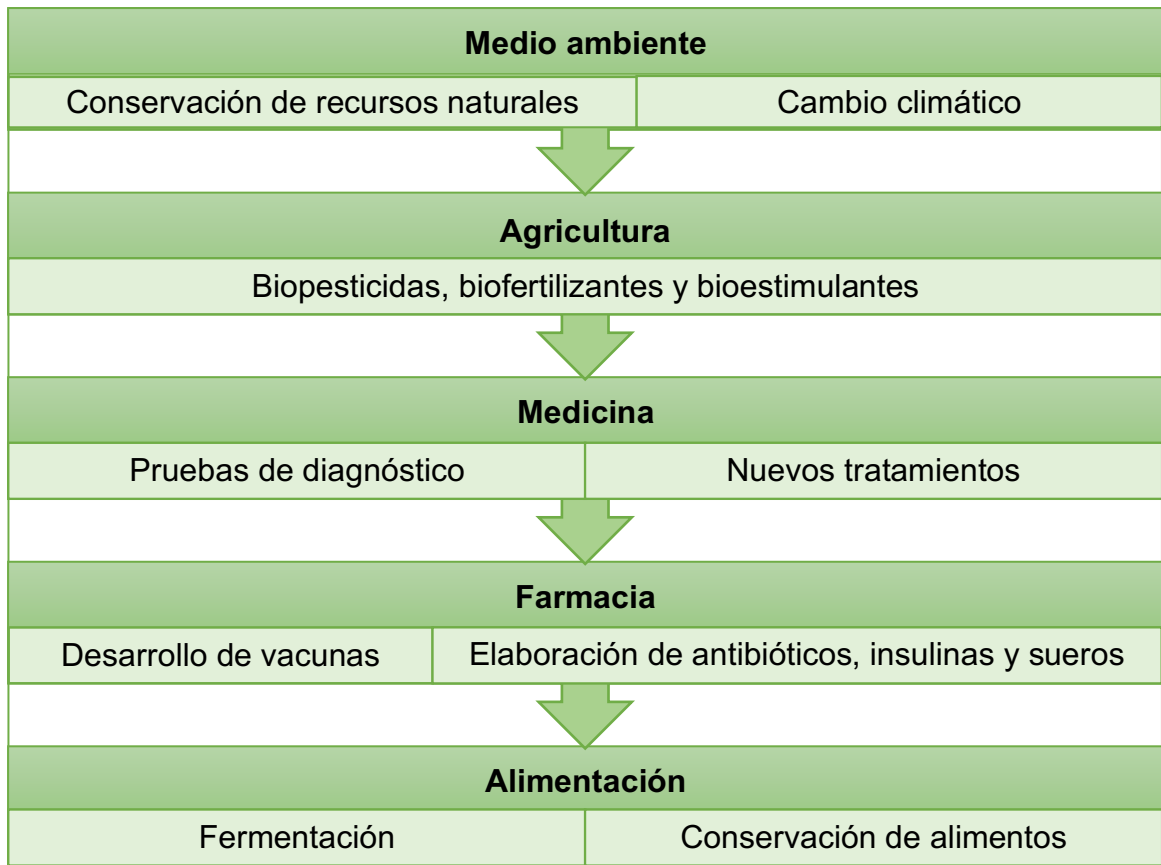 Medio ambiente
Conservación de recursos naturales
Cambio climático
Agricultura
Biopesticidas, biofertilizantes y bioestimulantes
Medicina
Pruebas de diagnóstico
Nuevos tratamientos
Farmacia
Desarrollo de vacunas
Elaboración de antibióticos, insulinas y sueros
Alimentación
Fermentación
Conservación de alimentos